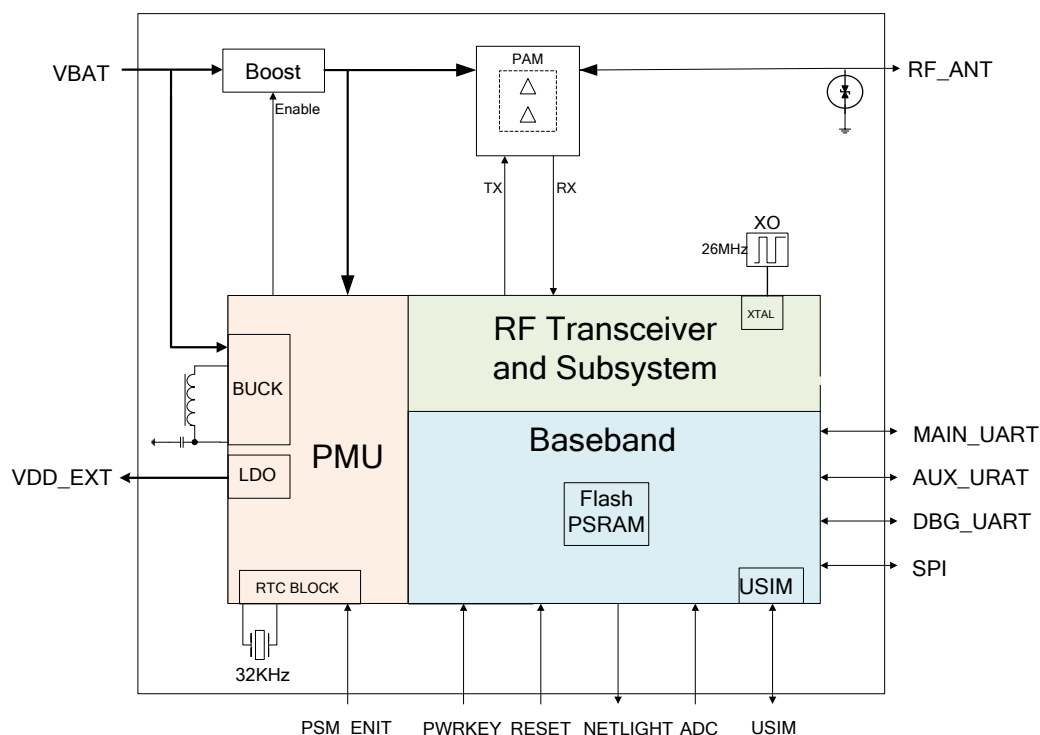 VBAT
Boost
PAM
RF_ANT
Enable
TX
RX
XO
26MHz
XTAL
RF Transceiver
and Subsystem
BUCK
PMU
Baseband
MAIN_UART
LDO
VDD_EXT
AUX_URAT
Flash
PSRAM
DBG_UART
SPI
RTC BLOCK
USIM
32KHz
PSM_ENIT
PWRKEY
RESET
NETLIGHT
ADC
USIM